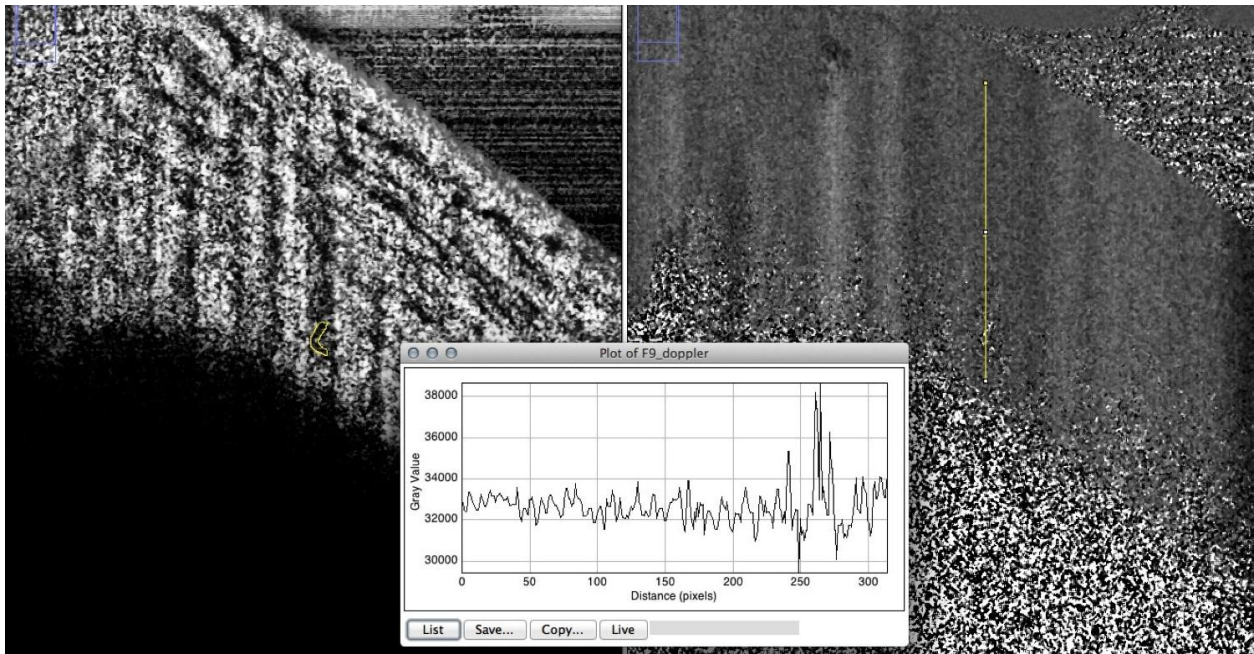 Plot of F9_doppler
38000
36000
34000
32000
30000
Gray Value
0 50 100 150 200 250 300
Distance (pixels)
List Save... Copy... Live